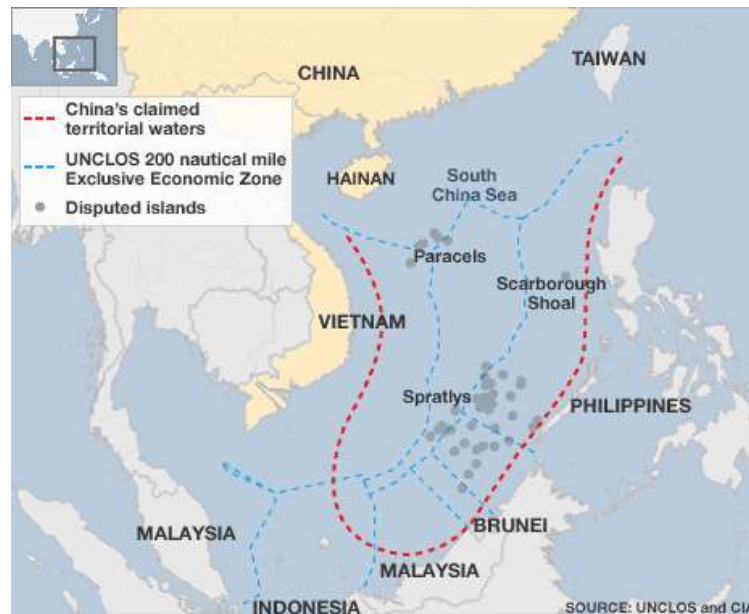 CHINA
TAIWAN
China's claimed
territorial waters
UNCLOS 200 nautical mile
Exclusive Economic Zone
Disputed islands
HAINAN
South
China Sea
Paracels
Scarborough
Shoal
VIETNAM
Spratlys
PHILIPPINES
MALAYSIA
BRUNEI
MALAYSIA
INDONESIA
SOURCE: UNCLOS and CIA